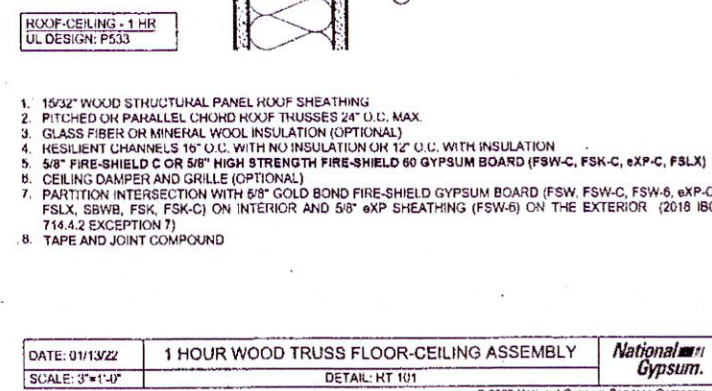 ROOF-CEILING - 1 HR
UL DESIGN: P533
1. 15/32" WOOD STRUCTURAL PANEL ROOF SHEATHING
2. PITCHED OR PARALLEL CHORD ROOF TRUSSES 24" O.C. MAX.
3. GLASS FIBER OR MINERAL WOOL INSULATION (OPTIONAL)
4. RESILIENT CHANNELS 16" O.C. WITH NO INSULATION OR 12" O.C. WITH INSULATION
5. 5/8" FIRE-SHIELD C OR 5/8" HIGH STRENGTH FIRE-SHIELD 60 GYPSUM BOARD (FSW-C, FSK-C, eXP-C, FSLX)
6. CEILING DAMPER AND GRILLE (OPTIONAL)
7. PARTITION INTERSECTION WITH 5/8" GOLD BOND FIRE-SHIELD GYPSUM BOARD (FSW, FSW-C, FSW-6, eXP-C
FSLX, SBWB, FSK, FSK-C) ON INTERIOR AND 5/8" eXP SHEATHING (FSW-6) ON THE EXTERIOR (2018 IBC
714.4.2 EXCEPTION 7)
8. TAPE AND JOINT COMPOUND
DATE: 01/13/22
1 HOUR WOOD TRUSS FLOOR-CEILING ASSEMBLY
National
Gypsum.
SCALE: 3"=1'-0"
DETAIL: RT 101